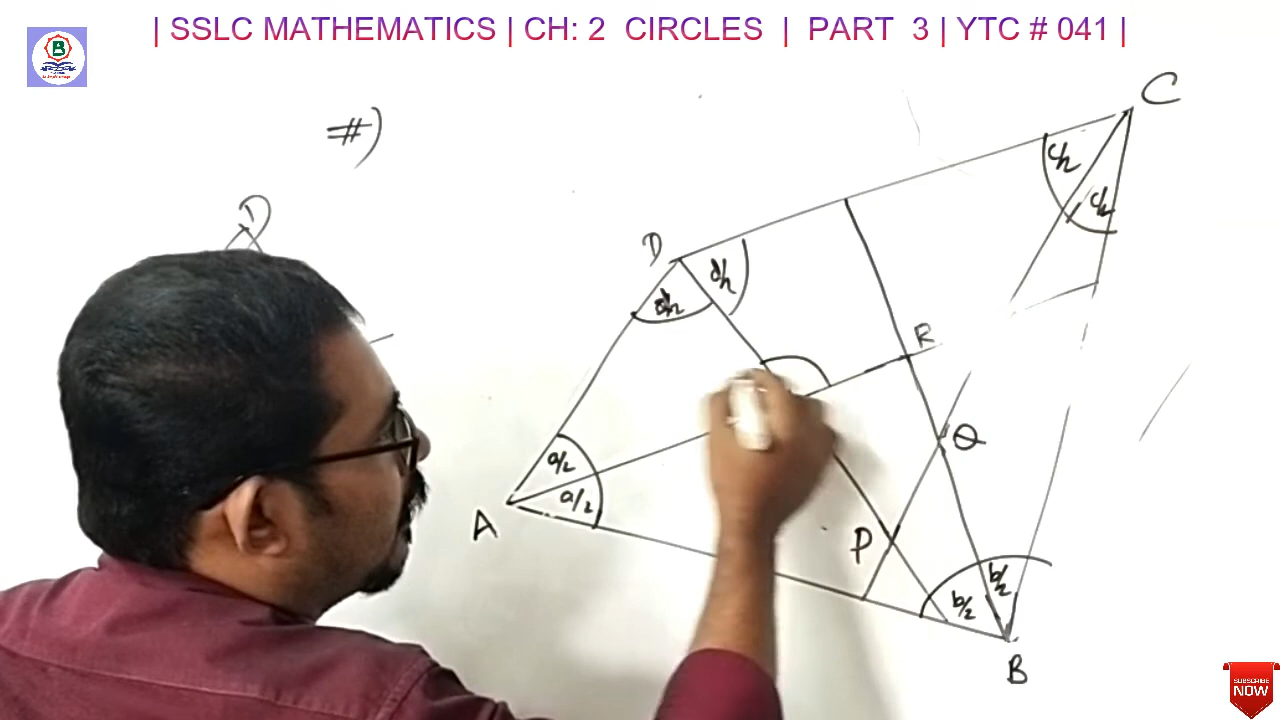 | SSLC MATHEMATICS | CH: 2 CIRCLES | PART 3 | YTC # 041 |
B
#)
C
c/2
c/2
D
D
d/2
d/2
R
Q
a/2
a/2
A
P
b/2
b/2
B
SUBSCRIBE
NOW